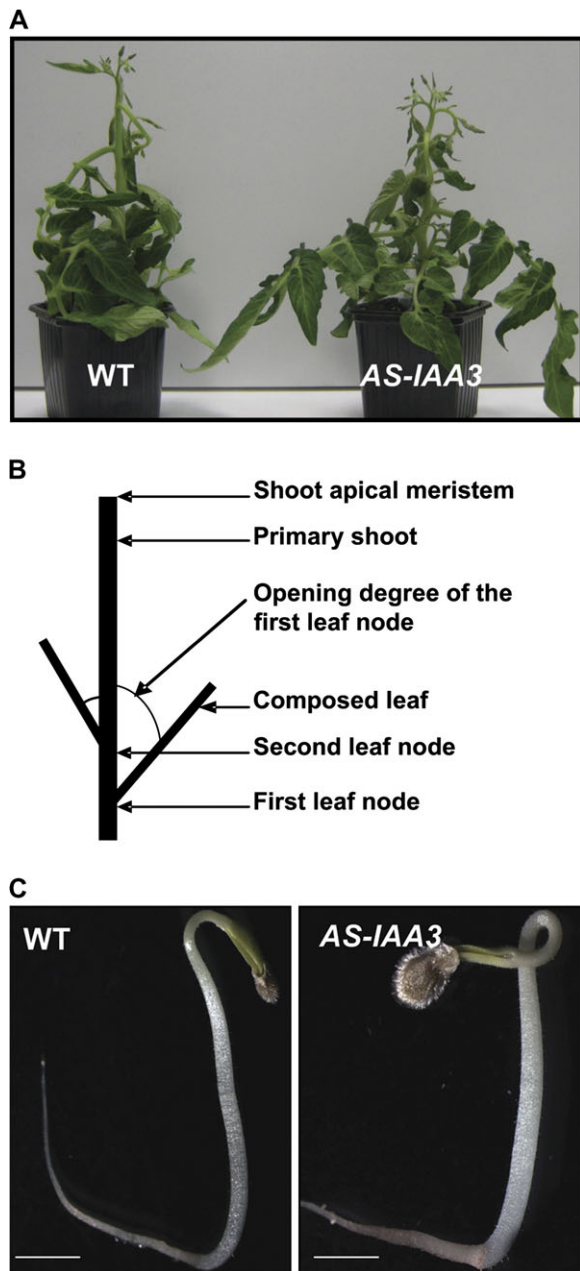 A
WT
AS-IAA3
B
Shoot apical meristem
Primary shoot
Opening degree of the
first leaf node
Composed leaf
Second leaf node
First leaf node
C
WT
AS-IAA3